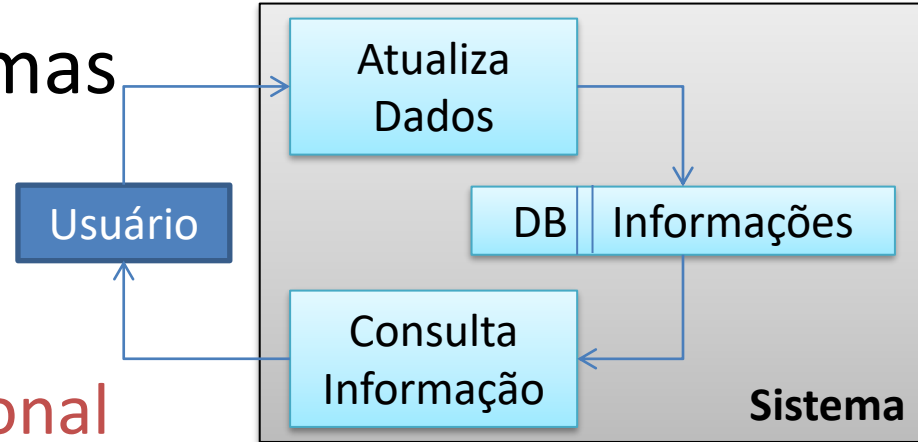 mas
Atualiza
Dados
Usuário
DB Informações
Consulta
Informação
onal
Sistema